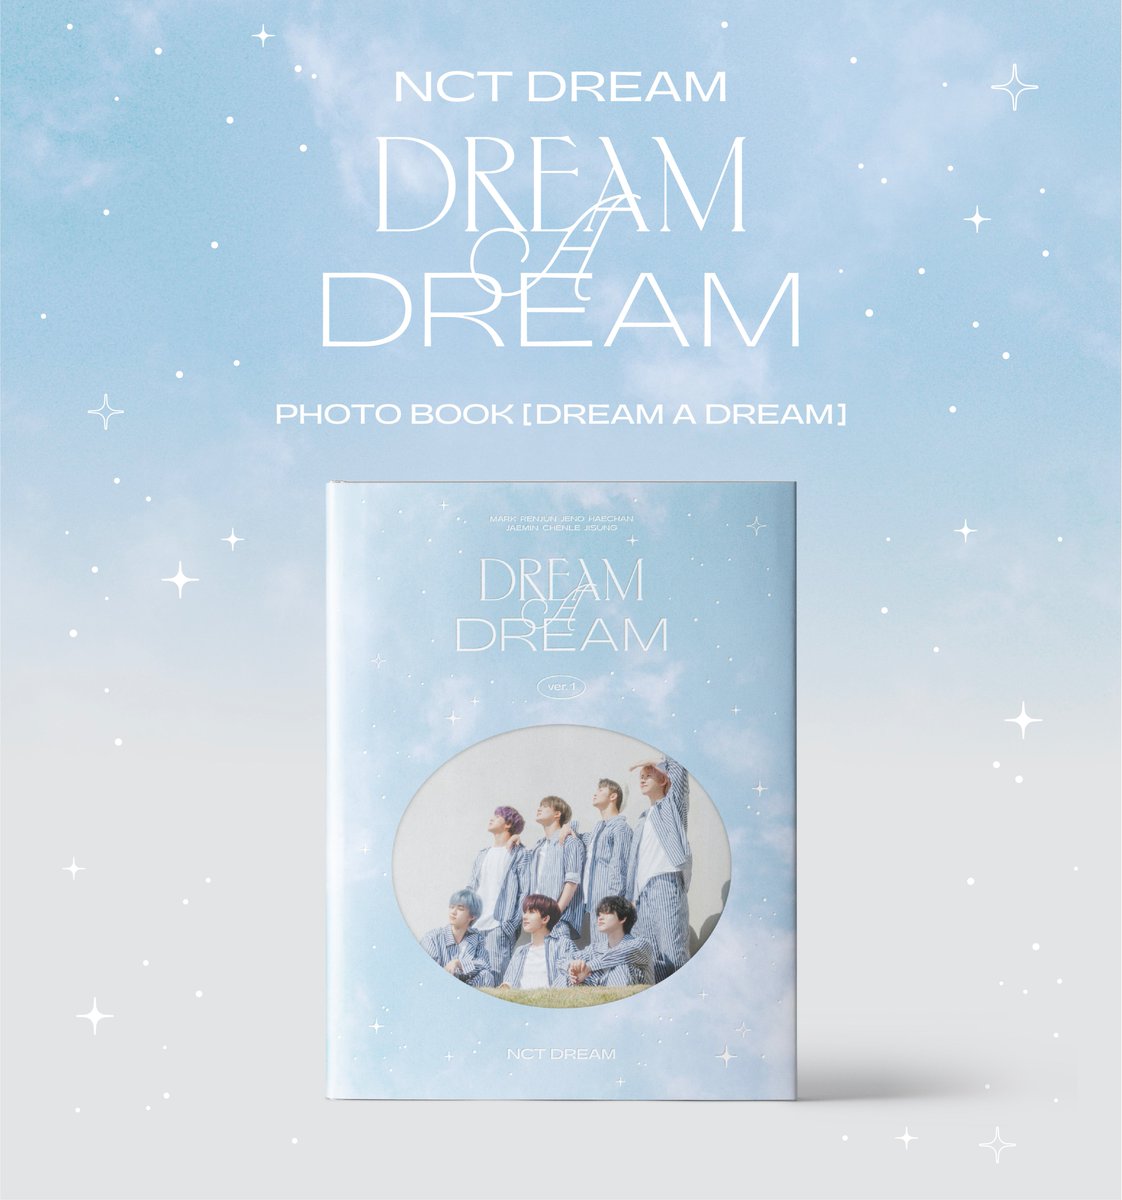 NCT DREAM
DREAM
A
DREAM
PHOTO BOOK [DREAM A DREAM]
MARK RENJUN JENO HAECHAN
JAEMIN CHENLE JISUNG
DREAM
A
DREAM
ver. 1
NCT DREAM